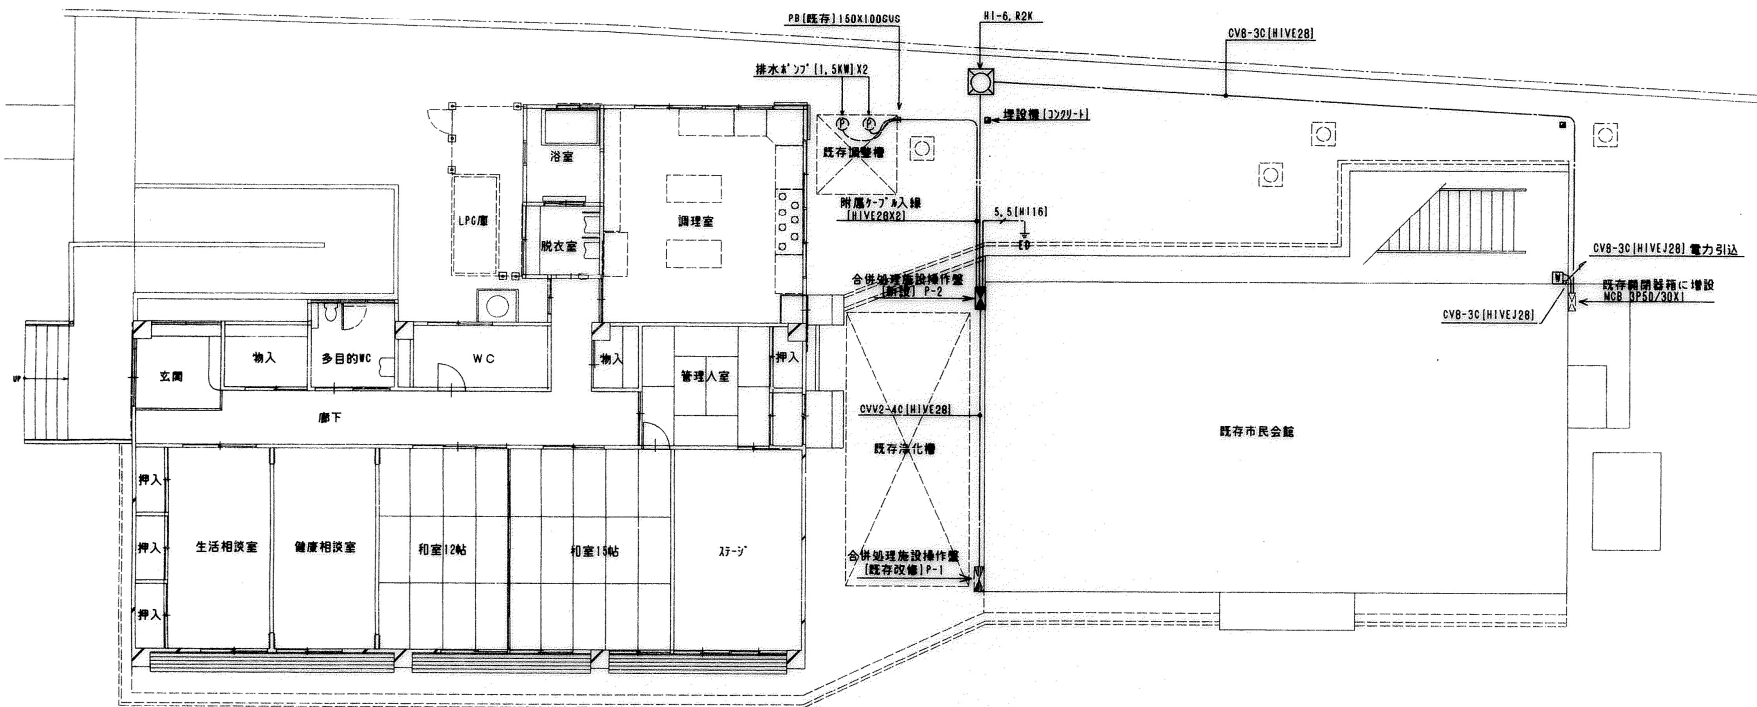 PB[既存]150X100SUS
H1-6, R2K
CV8-3C[HIVE28]
排水ポンプ[1.5KW]X2
埋設標[コンクリート]
既存調整槽
浴室
附属ケーブル入線
[HIVE28X2]
5.5[HI16]
ED
LPG庫
調理室
脱衣室
CV8-3C[HIVEJ28] 電力引込
合併処理施設操作盤
[新設] P-2
既存開閉器箱に増設
MCB 3P50/30X1
CV8-3C[HIVEJ28]
W
UP
玄関
物入
多目的WC
WC
物入
管理人室
押入
廊下
CVV2-4C[HIVE28]
既存市民会館
既存浄化槽
押入
押入
押入
生活相談室
健康相談室
和室12帖
和室15帖
ステージ
合併処理施設操作盤
[既存改修]P-1
P
P